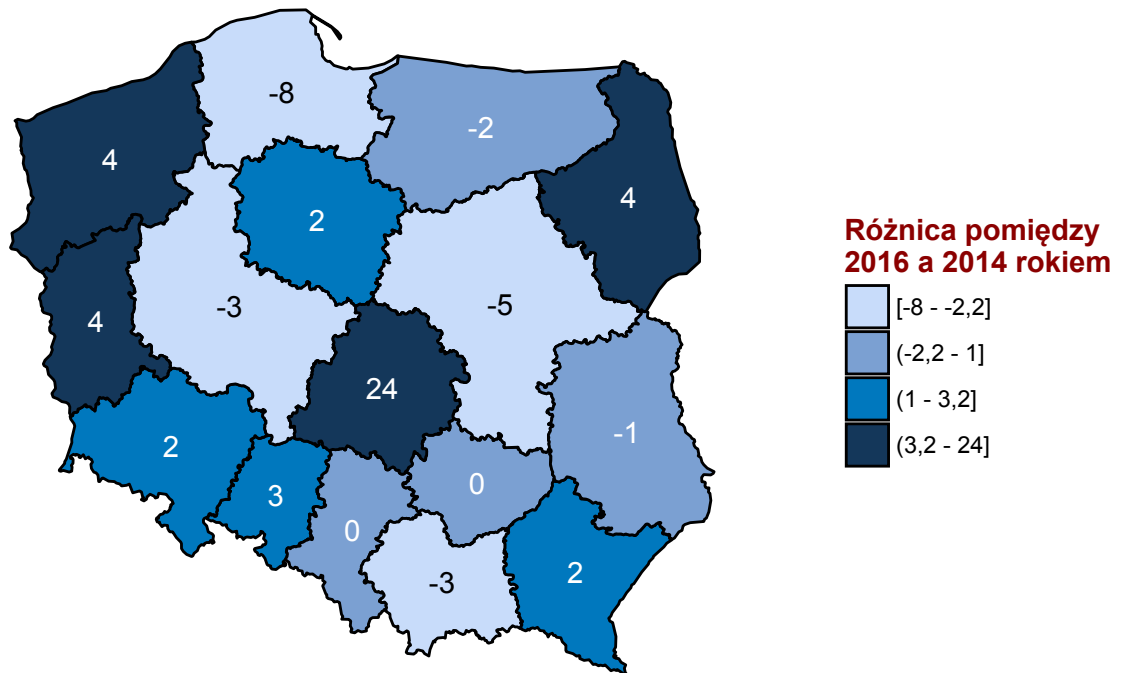 -8
-2
4
4
2
-3
-5
4
24
-1
2
3
0
0
-3
2
Różnica pomiędzy
2016 a 2014 rokiem
[-8 - -2,2]
(-2,2 - 1]
(1 - 3,2]
(3,2 - 24]